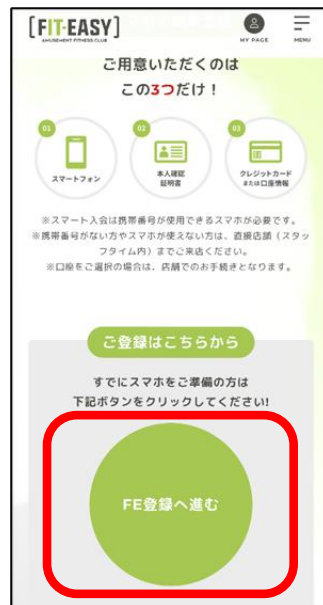 [FIT-EASY]
AMUSEMENT FITNESS CLUB
MY PAGE
MENU
ご用意いただくのは
この3つだけ！
01
02
03
スマートフォン
本人確認
証明書
クレジットカード
または口座情報
※スマート入会は携帯番号が使用できるスマホが必要です。
※携帯番号がない方やスマホが使えない方は、直接店舗（スタッ
フタイム内）までご来店ください。
※口座をご選択の場合は、店舗でのお手続きとなります。
ご登録はこちらから
すでにスマホをご準備の方は
下記ボタンをクリックしてください!
FE登録へ進む